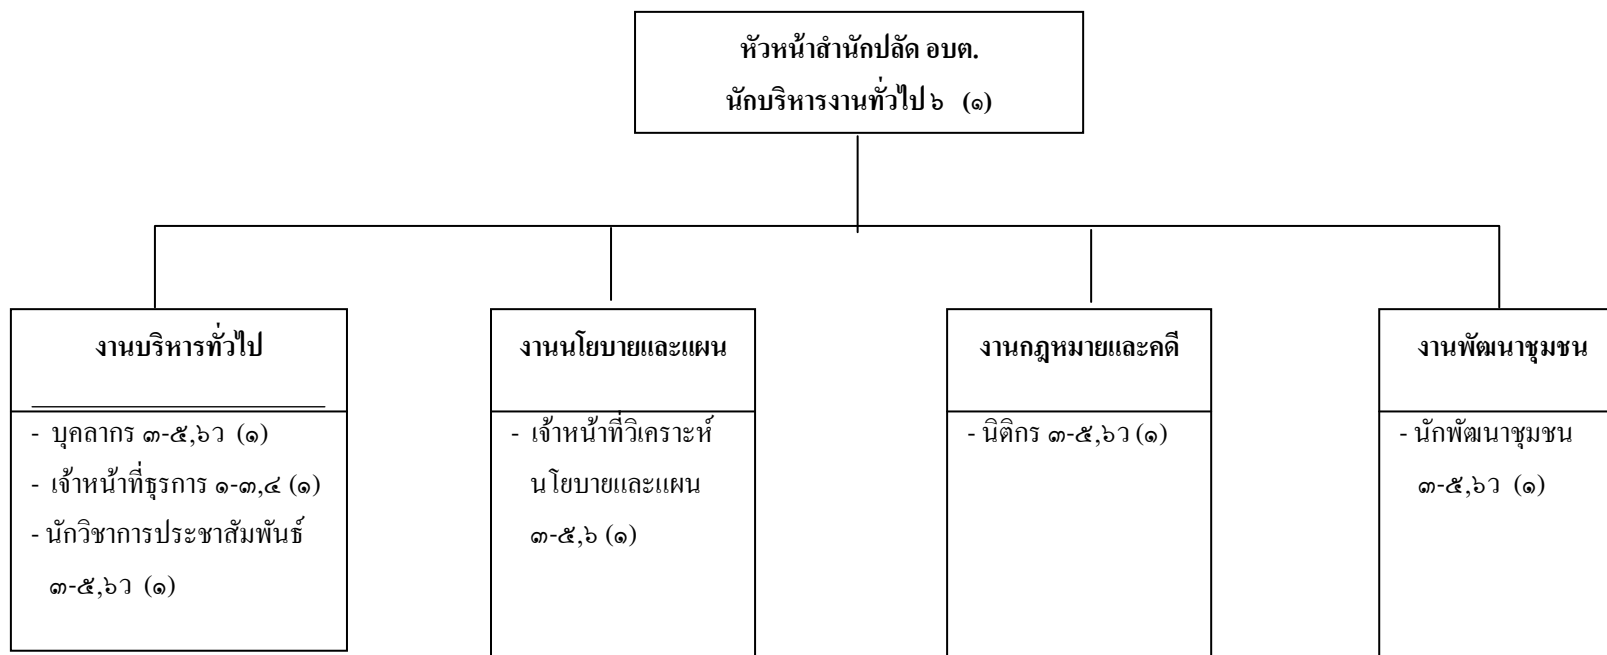 หัวหน้าสำนักปลัด อบต.
นักบริหารงานทั่วไป ๖ (๑)
งานบริหารทั่วไป
- บุคลากร ๓-๕,๖ว (๑)
- เจ้าหน้าที่ธุรการ ๑-๓,๔ (๑)
- นักวิชาการประชาสัมพันธ์
๓-๕,๖ว (๑)
งานนโยบายและแผน
- เจ้าหน้าที่วิเคราะห์
นโยบายและแผน
๓-๕,๖ (๑)
งานกฎหมายและคดี
- นิติกร ๓-๕,๖ว (๑)
งานพัฒนาชุมชน
- นักพัฒนาชุมชน
๓-๕,๖ว (๑)